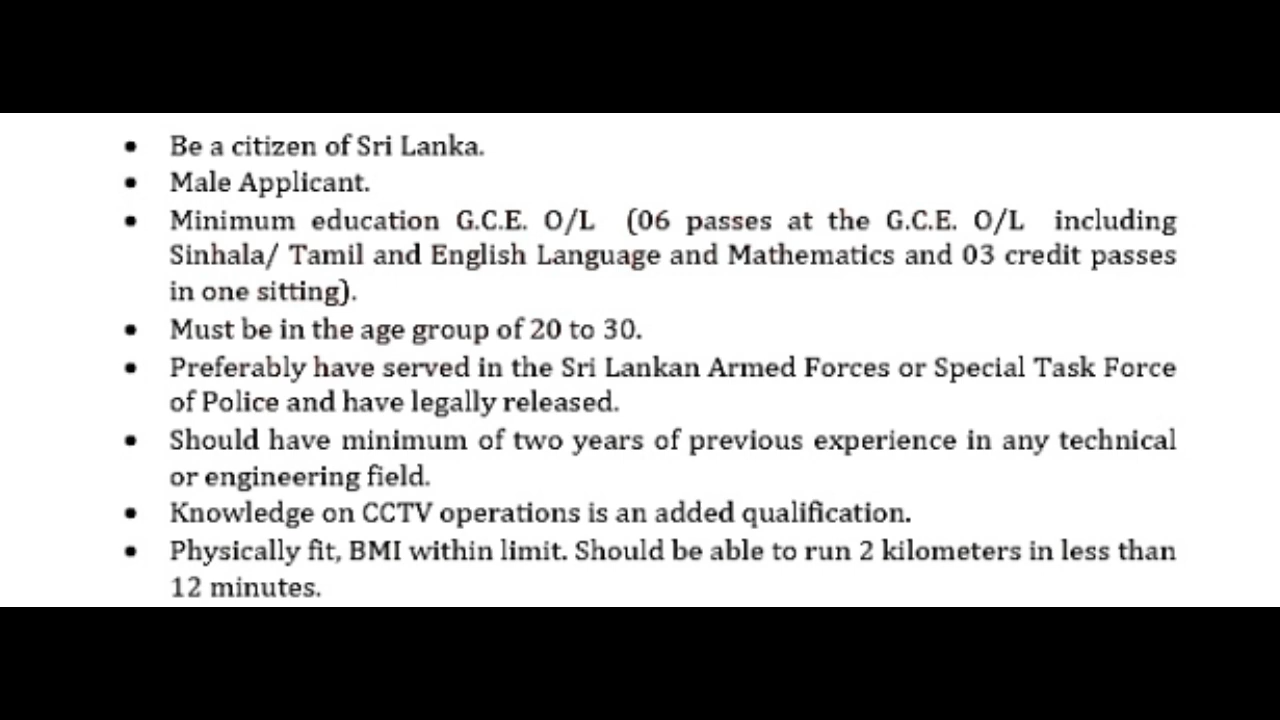 • Be a citizen of Sri Lanka.
• Male Applicant.
• Minimum education G.C.E. O/L (06 passes at the G.C.E. O/L including
Sinhala/ Tamil and English Language and Mathematics and 03 credit passes
in one sitting).
• Must be in the age group of 20 to 30.
• Preferably have served in the Sri Lankan Armed Forces or Special Task Force
of Police and have legally released.
• Should have minimum of two years of previous experience in any technical
or engineering field.
• Knowledge on CCTV operations is an added qualification.
• Physically fit, BMI within limit. Should be able to run 2 kilometers in less than
12 minutes.